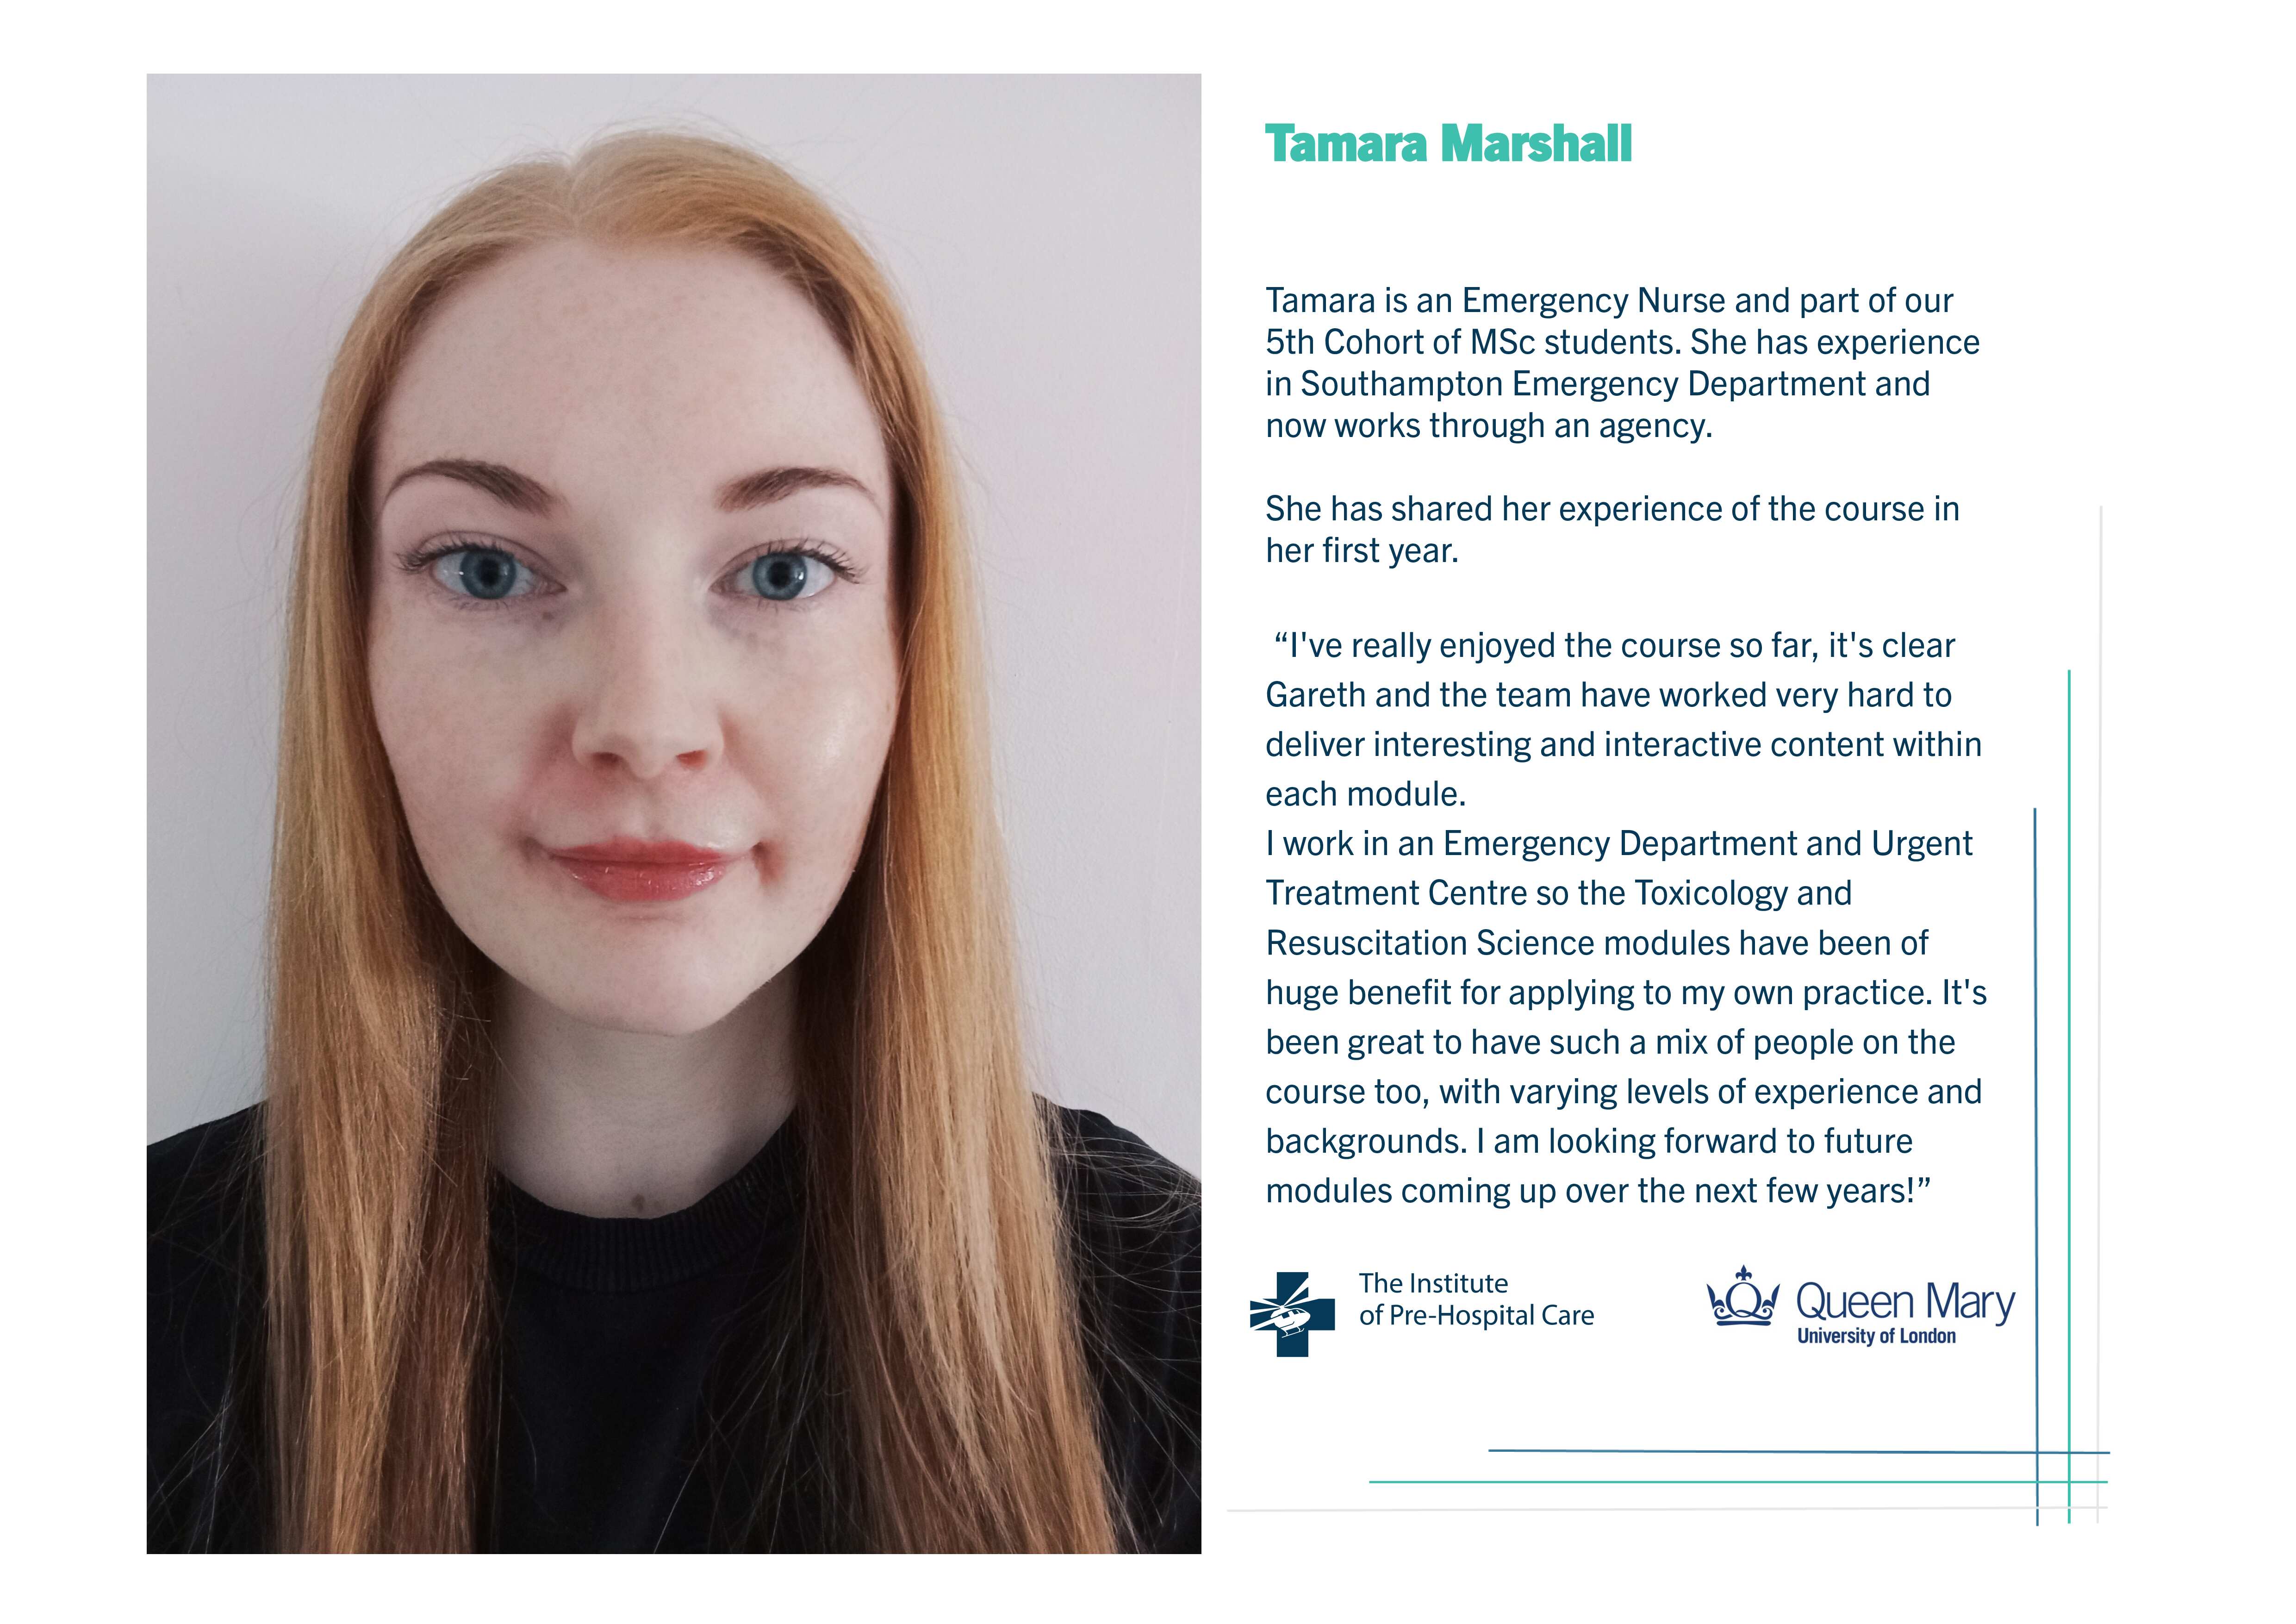 Tamara Marshall
Tamara is an Emergency Nurse and part of our
5th Cohort of MSc students. She has experience
in Southampton Emergency Department and
now works through an agency.
She has shared her experience of the course in
her first year.
“I've really enjoyed the course so far, it's clear
Gareth and the team have worked very hard to
deliver interesting and interactive content within
each module.
I work in an Emergency Department and Urgent
Treatment Centre so the Toxicology and
Resuscitation Science modules have been of
huge benefit for applying to my own practice. It's
been great to have such a mix of people on the
course too, with varying levels of experience and
backgrounds. I am looking forward to future
modules coming up over the next few years!”
The Institute
of Pre-Hospital Care
Queen Mary
University of London